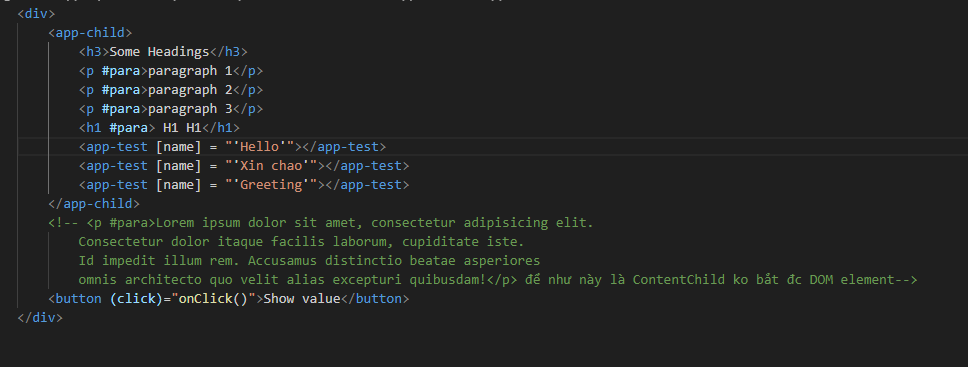 <div>
<app-child>
<h3>Some Headings</h3>
<p #para>paragraph 1</p>
<p #para>paragraph 2</p>
<p #para>paragraph 3</p>
<h1 #para> H1 H1</h1>
<app-test [name] = "'Hello'"></app-test>
<app-test [name] = "'Xin chao'"></app-test>
<app-test [name] = "'Greeting'"></app-test>
</app-child>
<!-- <p #para>Lorem ipsum dolor sit amet, consectetur adipisicing elit.
Consectetur dolor itaque facilis laborum, cupiditate iste.
Id impedit illum rem. Accusamus distinctio beatae asperiores
omnis architecto quo velit alias excepturi quibusdam!</p> để như này là ContentChild ko bắt đc DOM element-->
<button (click)="onClick()">Show value</button>
</div>